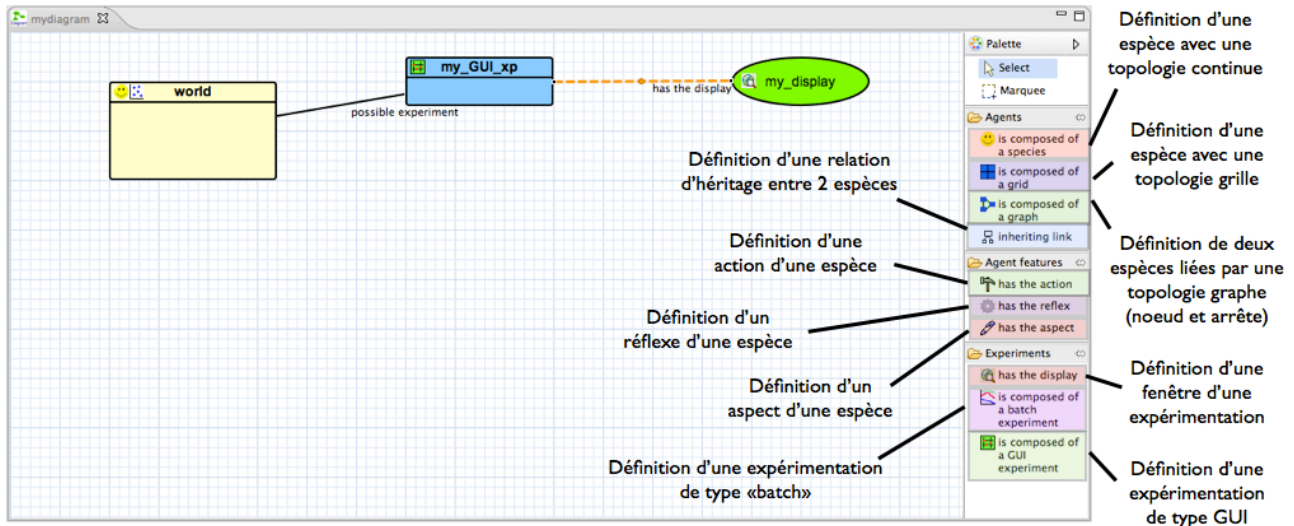 mydiagram
world
my_GUI_xp
my_display
possible experiment
has the display
Palette
Select
Marquee
Agents
is composed of
a species
is composed of
a grid
is composed of
a graph
inheriting link
Agent features
has the action
has the reflex
has the aspect
Experiments
has the display
is composed of
a batch
experiment
is composed of
a GUI
experiment
Définition d'une relation
d'héritage entre 2 espèces
Définition d'une
action d'une espèce
Définition d'un
réflexe d'une espèce
Définition d'un
aspect d'une espèce
Définition d'une expérimentation
de type «batch»
Définition d'une
espèce avec une
topologie continue
Définition d'une
espèce avec une
topologie grille
Définition de deux
espèces liées par une
topologie graphe
(noeud et arrête)
Définition d'une
fenêtre d'une
expérimentation
Définition d'une
expérimentation
de type GUI